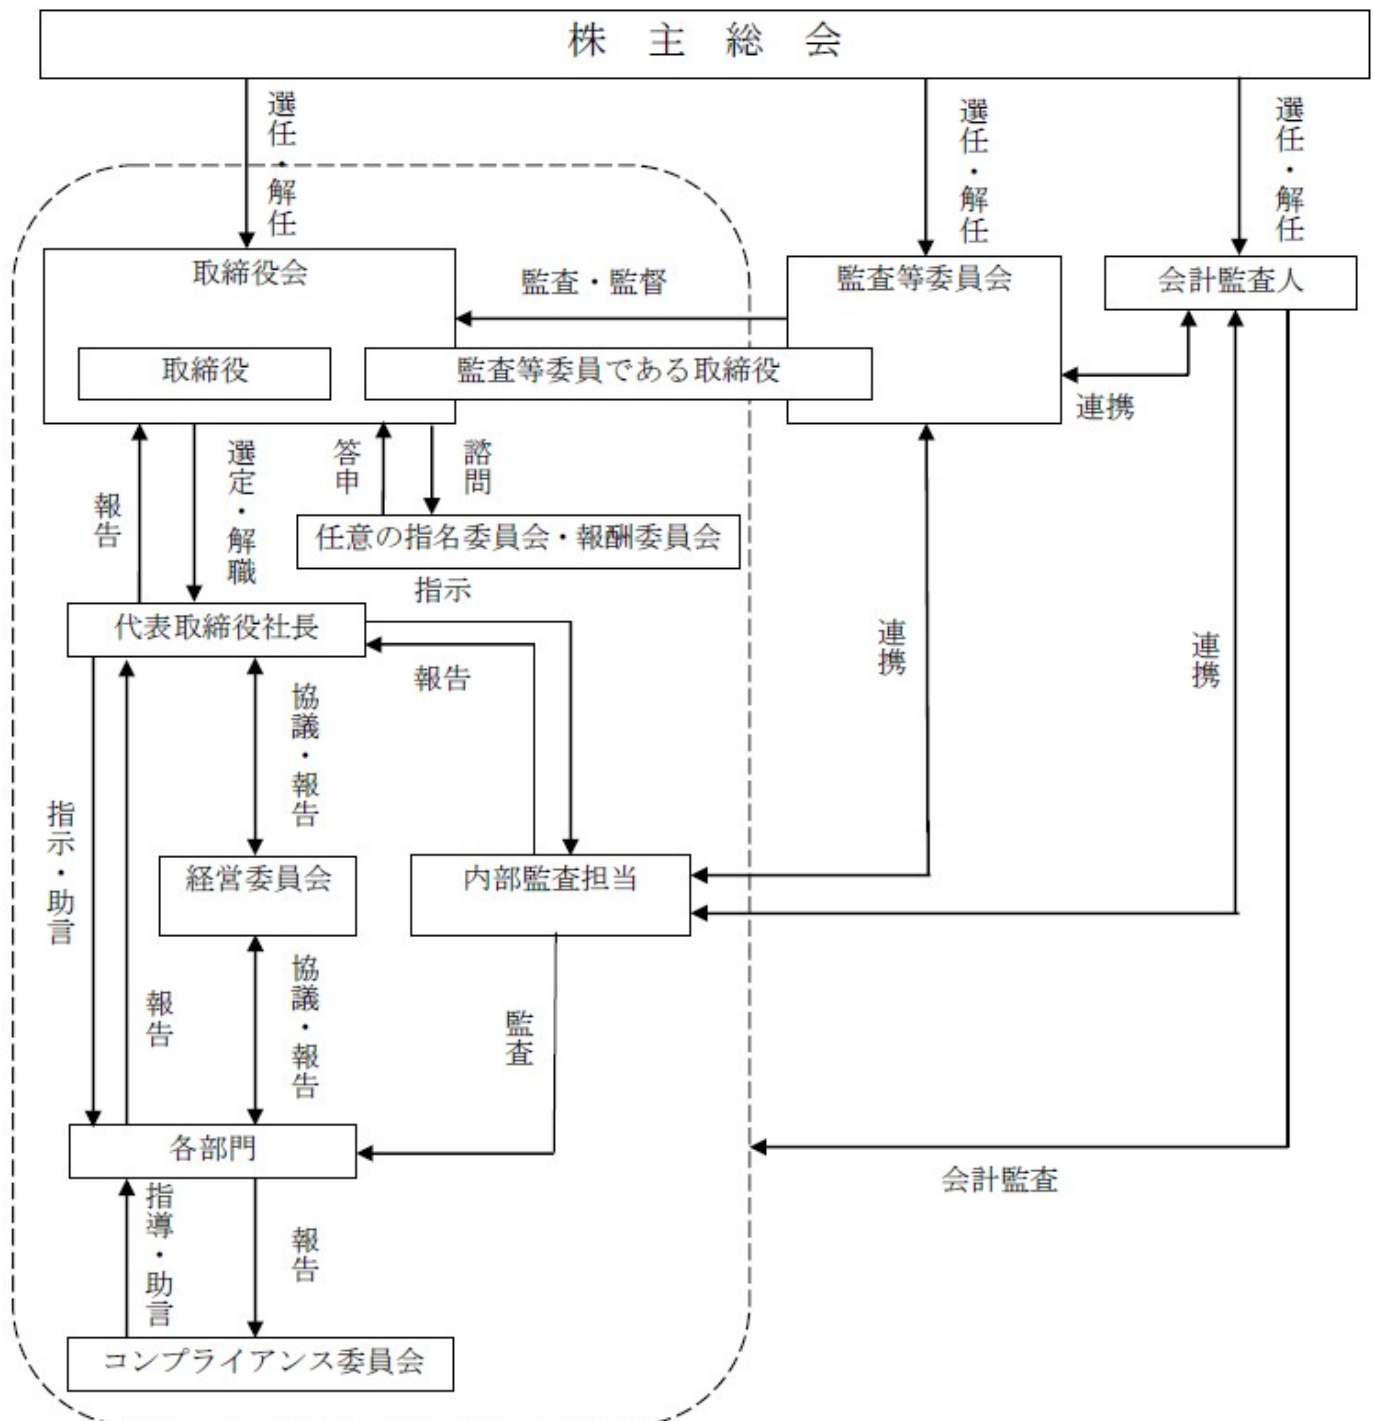 株主総会
選任・解任
選任・解任
選任・解任
取締役会
監査・監督
監査等委員会
会計監査人
取締役
監査等委員である取締役
連携
報告
選定・解職
答申
諮問
任意の指名委員会・報酬委員会
指示
代表取締役社長
報告
連携
連携
協議・報告
指示・助言
経営委員会
内部監査担当
報告
協議・報告
監査
各部門
会計監査
指導・助言
報告
コンプライアンス委員会